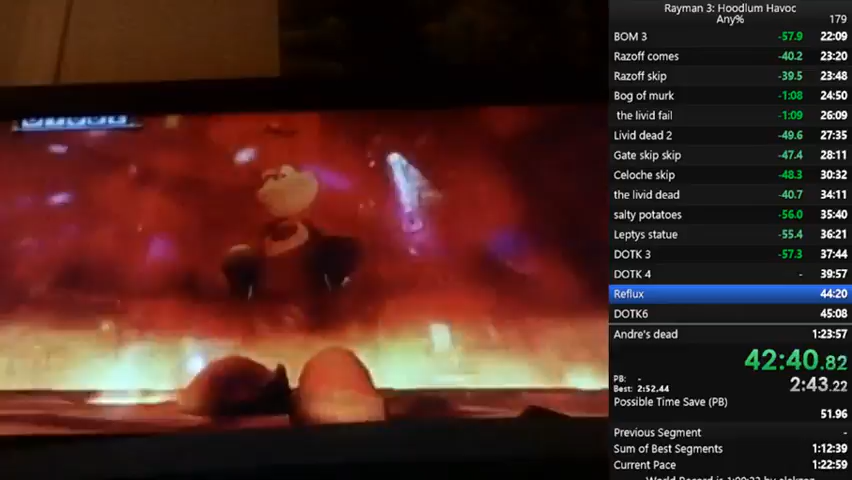 Rayman 3: Hoodlum Havoc
Any% 179
BOM 3 -57.9 22:09
Razoff comes -40.2 23:20
Razoff skip -39.5 23:48
Bog of murk -1:08 24:50
the livid fail -1:09 26:09
Livid dead 2 -49.6 27:35
Gate skip skip -47.4 28:11
Celoche skip -48.3 30:32
the livid dead -40.7 34:11
salty potatoes -56.0 35:40
Leptys statue -55.4 36:21
DOTK 3 -57.3 37:44
DOTK 4 - 39:57
Reflux 44:20
DOTK6 45:08
Andre's dead 1:23:57
42:40.82
PB: -
Best: 2:52.44 2:43.22
Possible Time Save (PB)
51.96
Previous Segment -
Sum of Best Segments 1:12:39
Current Pace 1:22:59